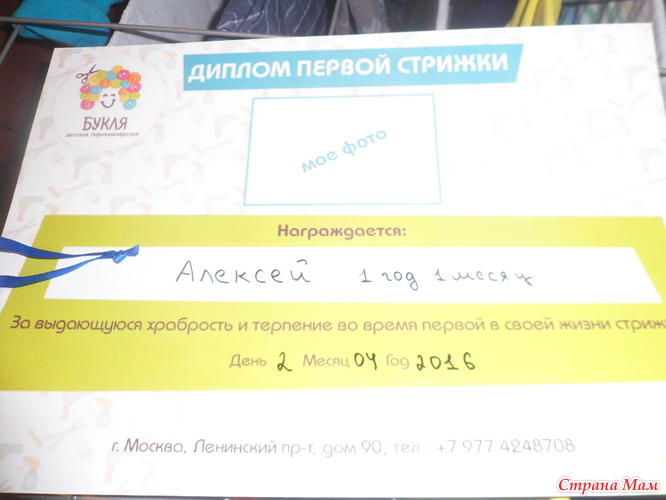 ДИПЛОМ ПЕРВОЙ СТРИЖКИ
БУКЛЯ
детская парикмахерская
мое фото
Награждается:
Алексей 1 год 1 месяц
За выдающуюся храбрость и терпение во время первой в своей жизни стриж
День 2 Месяц 04 Год 2016
г. Москва, Ленинский пр-т, дом 90, тел.: +7 977 4248708
Страна Мам